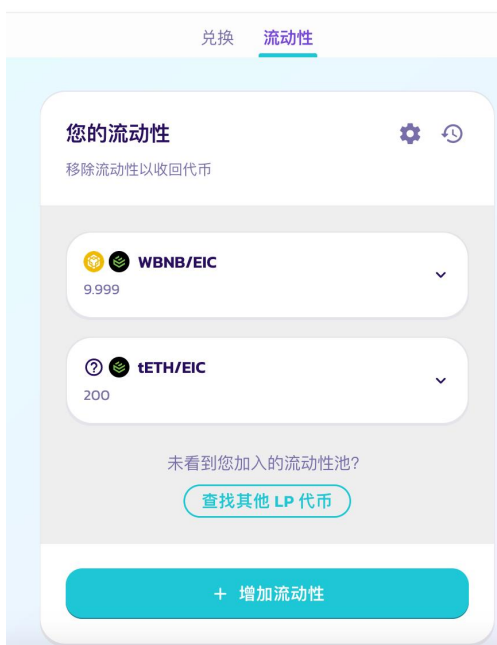 兑换 流动性
您的流动性
移除流动性以收回代币
WBNB/EIC
9.999
tETH/EIC
200
未看到您加入的流动性池?
查找其他 LP 代币
+ 增加流动性